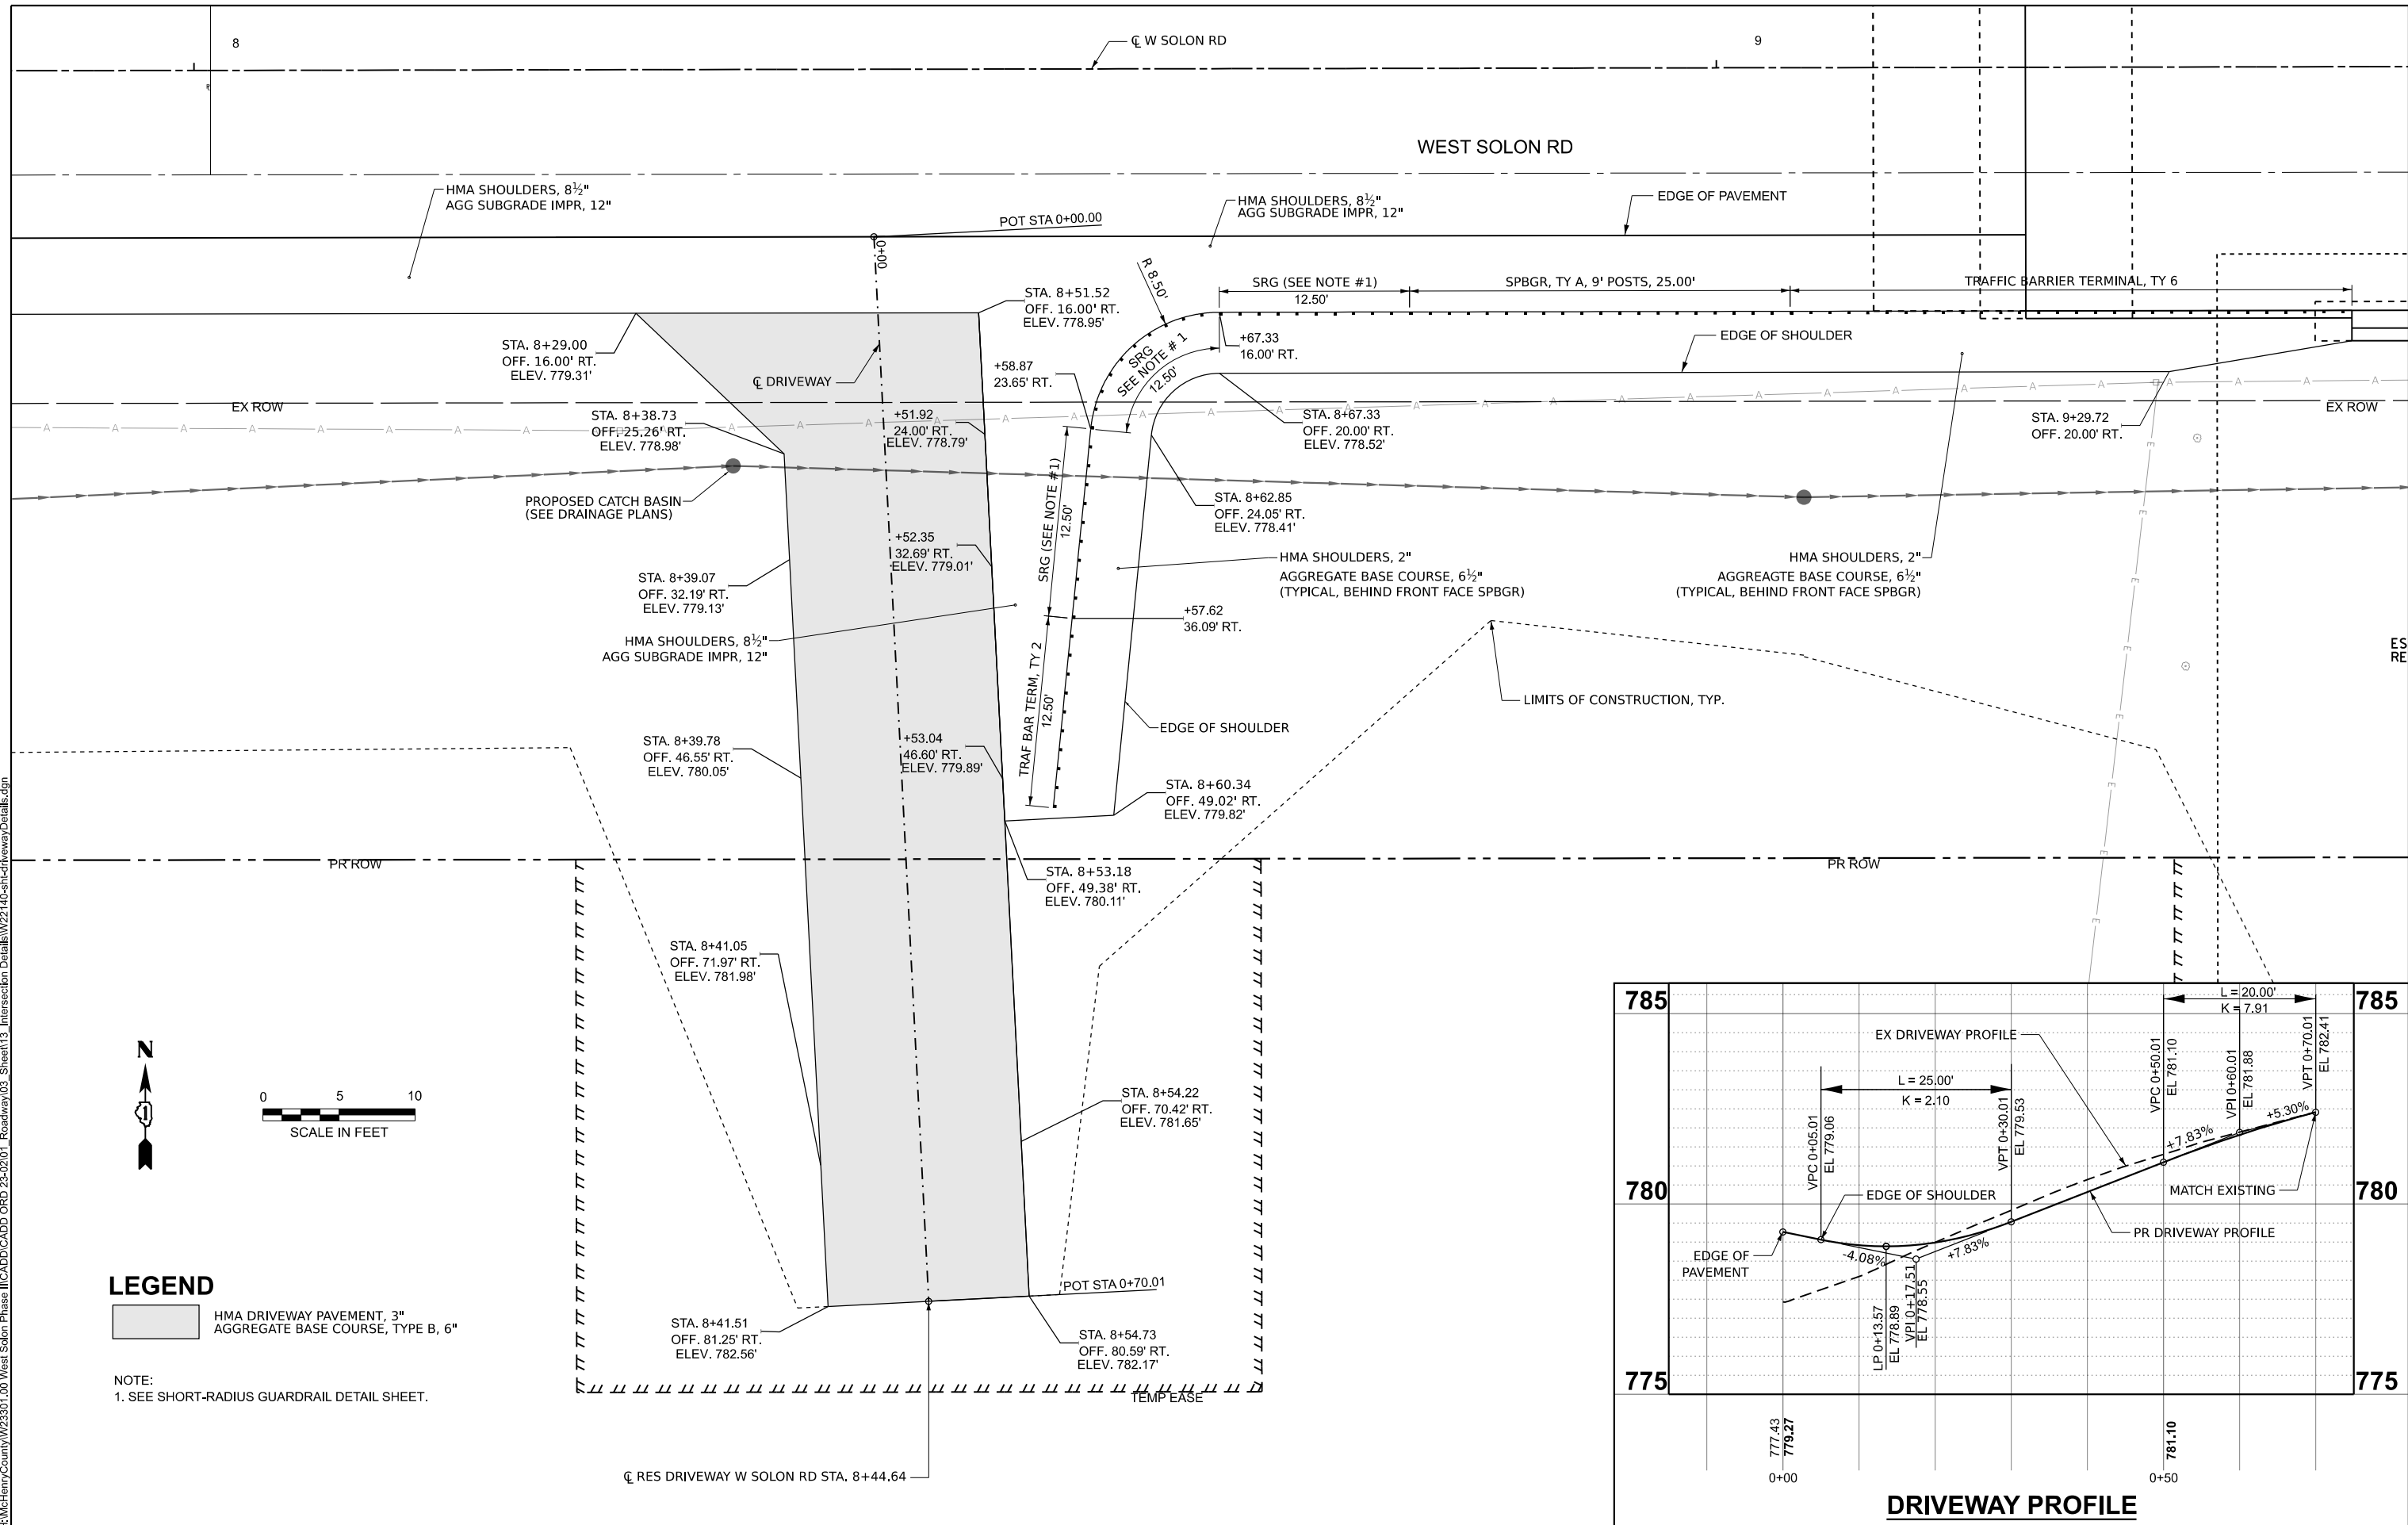 8
℄ W SOLON RD
9
WEST SOLON RD
HMA SHOULDERS, 8½"
AGG SUBGRADE IMPR, 12"
POT STA 0+00.00
0+00
HMA SHOULDERS, 8½"
AGG SUBGRADE IMPR, 12"
EDGE OF PAVEMENT
STA. 8+29.00
OFF. 16.00' RT.
ELEV. 779.31'
℄ DRIVEWAY
STA. 8+51.52
OFF. 16.00' RT.
ELEV. 778.95'
R 8.50'
SRG (SEE NOTE #1)
12.50'
SPBGR, TY A, 9' POSTS, 25.00'
TRAFFIC BARRIER TERMINAL, TY 6
+67.33
16.00' RT.
EDGE OF SHOULDER
SRG
SEE NOTE # 1
12.50'
+58.87
23.65' RT.
EX ROW
EX ROW
STA. 8+38.73
OFF. 25.26' RT.
ELEV. 778.98'
+51.92
24.00' RT.
ELEV. 778.79'
STA. 8+67.33
OFF. 20.00' RT.
ELEV. 778.52'
STA. 9+29.72
OFF. 20.00' RT.
A A A A A A A A A A A A A A A A A A A A A A A A A A A A A A A A A A
E E E E E E E
PROPOSED CATCH BASIN
(SEE DRAINAGE PLANS)
SRG (SEE NOTE #1)
12.50'
STA. 8+62.85
OFF. 24.05' RT.
ELEV. 778.41'
+52.35
32.69' RT.
ELEV. 779.01'
STA. 8+39.07
OFF. 32.19' RT.
ELEV. 779.13'
HMA SHOULDERS, 2"
AGGREGATE BASE COURSE, 6½"
(TYPICAL, BEHIND FRONT FACE SPBGR)
HMA SHOULDERS, 2"
AGGREAGTE BASE COURSE, 6½"
(TYPICAL, BEHIND FRONT FACE SPBGR)
+57.62
36.09' RT.
HMA SHOULDERS, 8½"
AGG SUBGRADE IMPR, 12"
ES
RE
TRAF BAR TERM, TY 2
12.50'
LIMITS OF CONSTRUCTION, TYP.
EDGE OF SHOULDER
STA. 8+39.78
OFF. 46.55' RT.
ELEV. 780.05'
+53.04
46.60' RT.
ELEV. 779.89'
STA. 8+60.34
OFF. 49.02' RT.
ELEV. 779.82'
PR ROW
PR ROW
STA. 8+53.18
OFF. 49.38' RT.
ELEV. 780.11'
STA. 8+41.05
OFF. 71.97' RT.
ELEV. 781.98'
STA. 8+54.22
OFF. 70.42' RT.
ELEV. 781.65'
N
1
0 5 10
SCALE IN FEET
POT STA 0+70.01
STA. 8+41.51
OFF. 81.25' RT.
ELEV. 782.56'
STA. 8+54.73
OFF. 80.59' RT.
ELEV. 782.17'
TEMP EASE
℄ RES DRIVEWAY W SOLON RD STA. 8+44.64
LEGEND
HMA DRIVEWAY PAVEMENT, 3"
AGGREGATE BASE COURSE, TYPE B, 6"
NOTE:
1. SEE SHORT-RADIUS GUARDRAIL DETAIL SHEET.
785
785
L = 20.00'
K = 7.91
EX DRIVEWAY PROFILE
VPC 0+50.01
EL 781.10
VPI 0+60.01
EL 781.88
VPT 0+70.01
EL 782.41
L = 25.00'
K = 2.10
VPC 0+05.01
EL 779.06
VPT 0+30.01
EL 779.53
+7.83%
+5.30%
780
780
EDGE OF SHOULDER
MATCH EXISTING
PR DRIVEWAY PROFILE
EDGE OF
PAVEMENT
-4.08%
+7.83%
LP 0+13.57
EL 778.89
VPI 0+17.51
EL 778.55
775
775
777.43
779.27
781.10
0+00
0+50
DRIVEWAY PROFILE